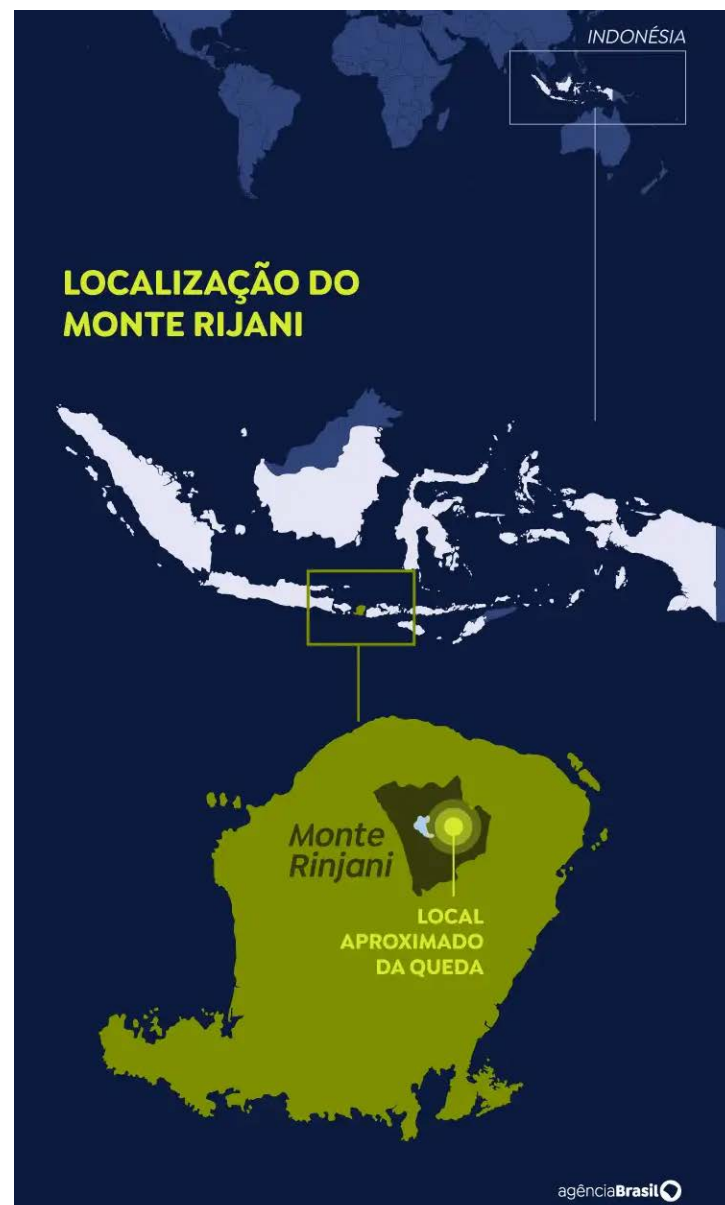 INDONÉSIA
LOCALIZAÇÃO DO
MONTE RIJANI
Monte
Rinjani
LOCAL
APROXIMADO
DA QUEDA
agênciaBrasil